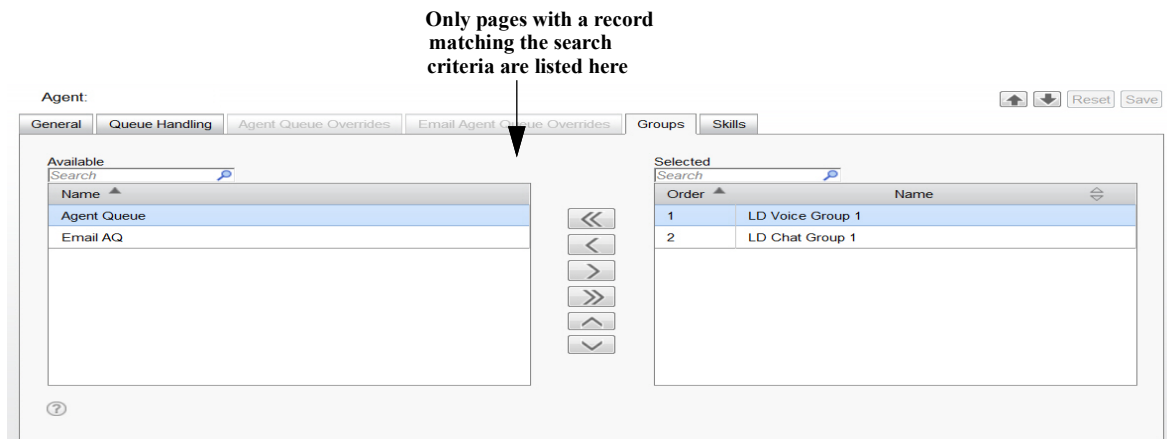 Only pages with a record
matching the search
criteria are listed here
Agent:
Reset Save
General Queue Handling Agent Queue Overrides Email Agent Queue Overrides Groups Skills
Available
Search
Name
Agent Queue
Email AQ
Selected
Search
Order Name
1 LD Voice Group 1
2 LD Chat Group 1
?